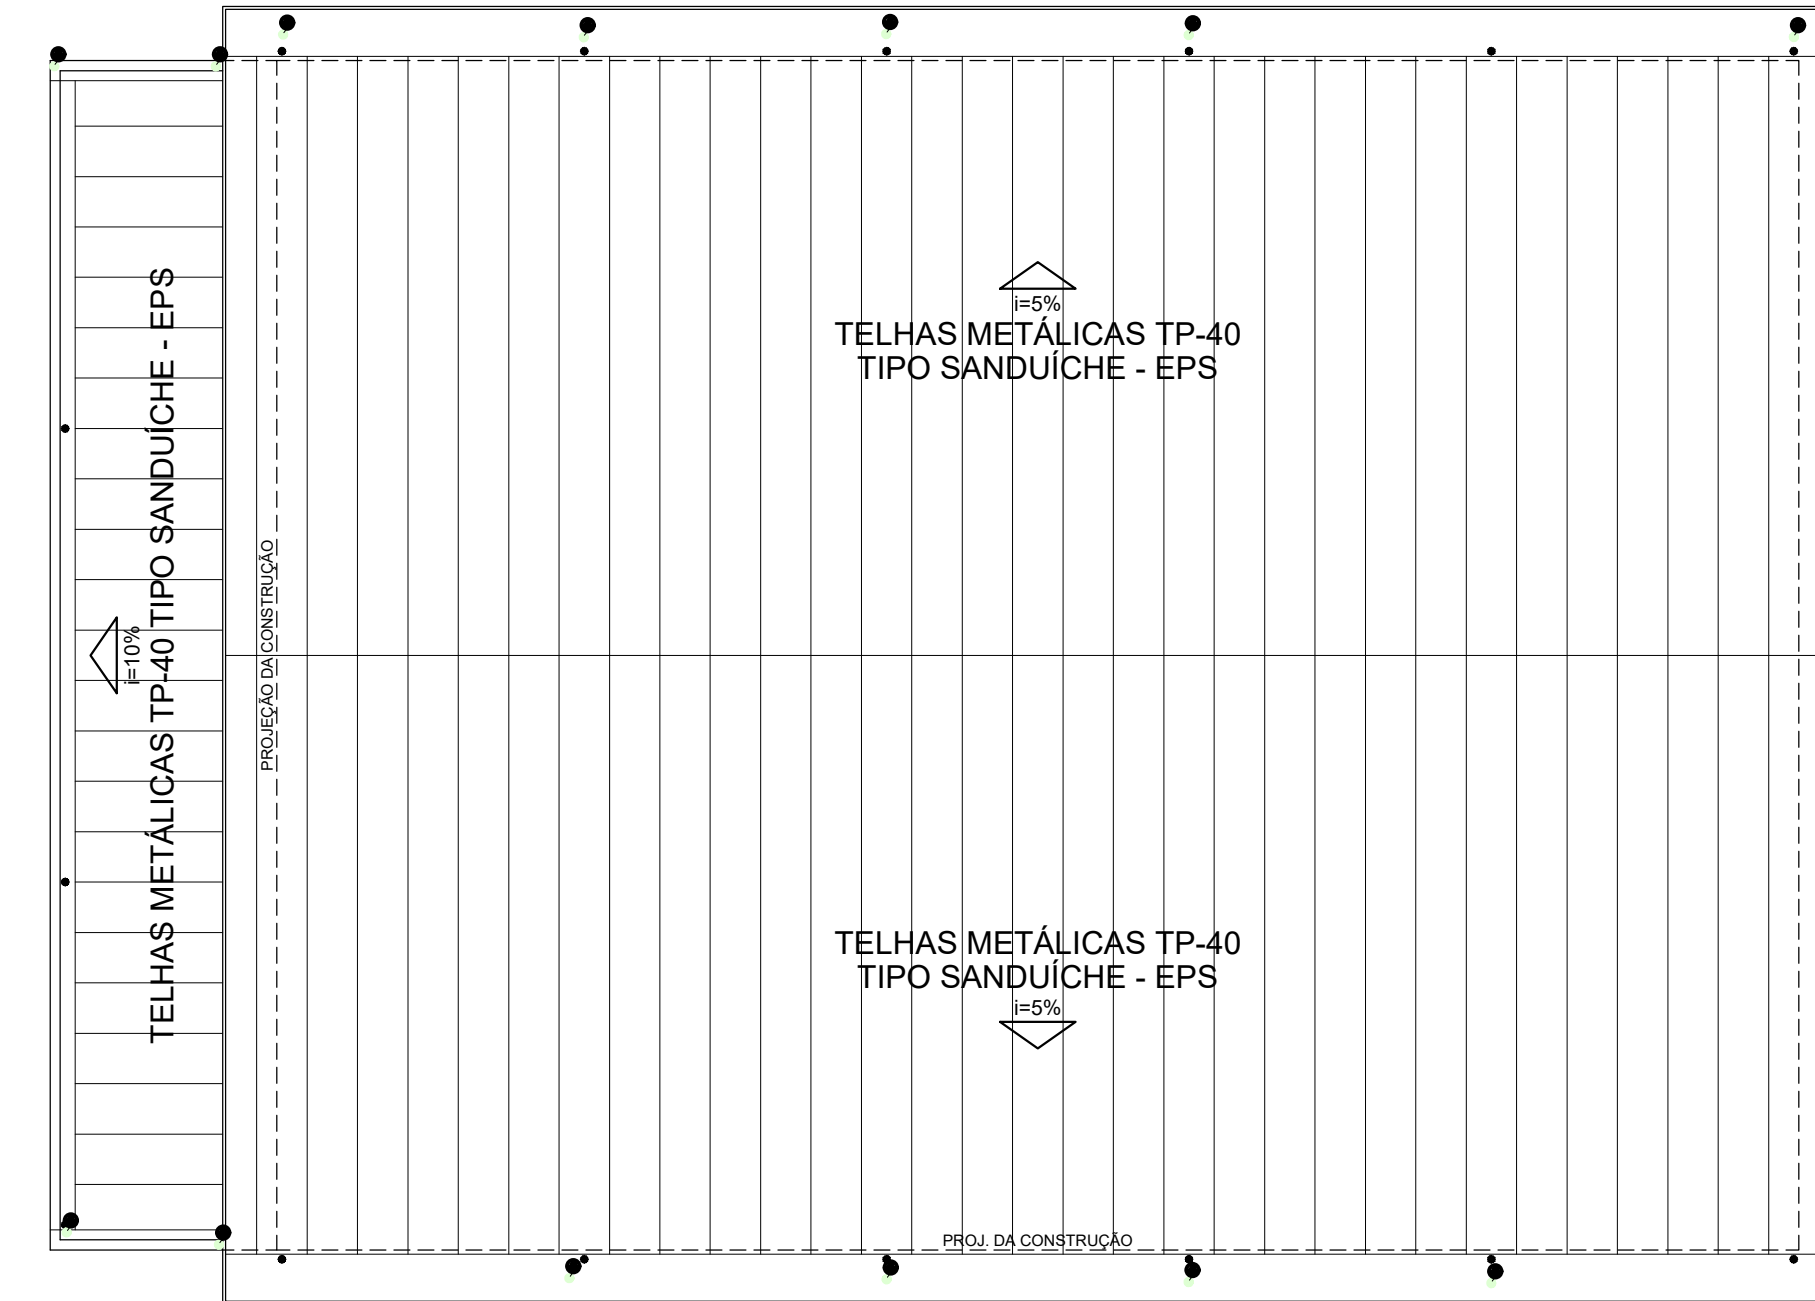 i=5%
TELHAS METÁLICAS TP-40
TIPO SANDUÍCHE - EPS
TELHAS METÁLICAS TP-40 TIPO SANDUÍCHE - EPS
i=10%
PROJEÇÃO DA CONSTRUÇÃO
TELHAS METÁLICAS TP-40
TIPO SANDUÍCHE - EPS
i=5%
PROJ. DA CONSTRUÇÃO